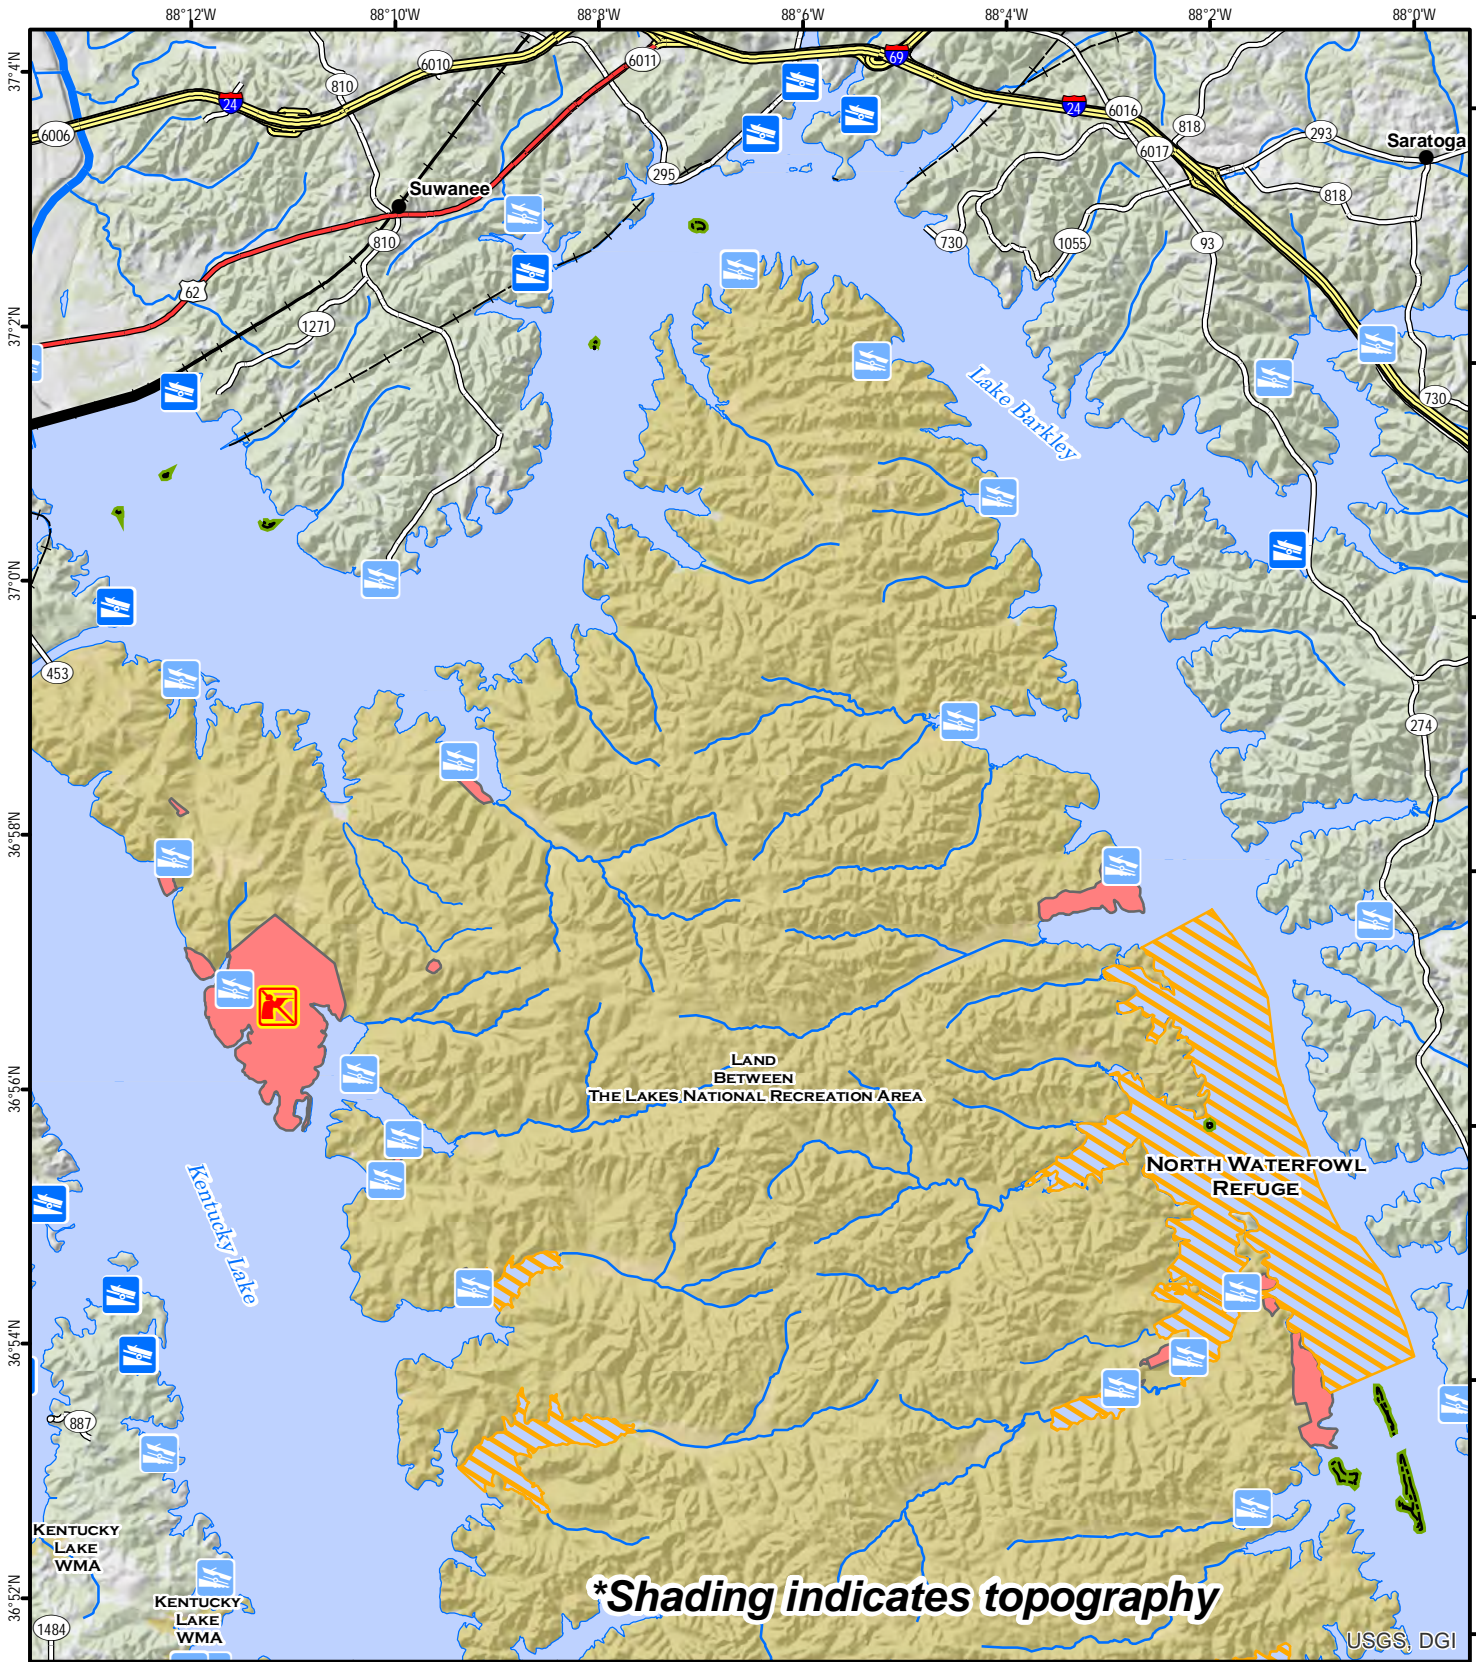 88°12'W
88°10'W
88°8'W
88°6'W
88°4'W
88°2'W
88°0'W
37°4'N
37°2'N
37°0'N
36°58'N
36°56'N
36°54'N
36°52'N
6010
810
24
6006
6011
69
24
6016
818
6017
293
Saratoga
295
Suwanee
810
818
730
1055
93
62
1271
730
Lake Barkley
453
274
Land
Between
The Lakes National Recreation Area
North Waterfowl
Refuge
Kentucky Lake
887
Kentucky
Lake
WMA
Kentucky
Lake
WMA
1484
*Shading indicates topography
USGS, DGI